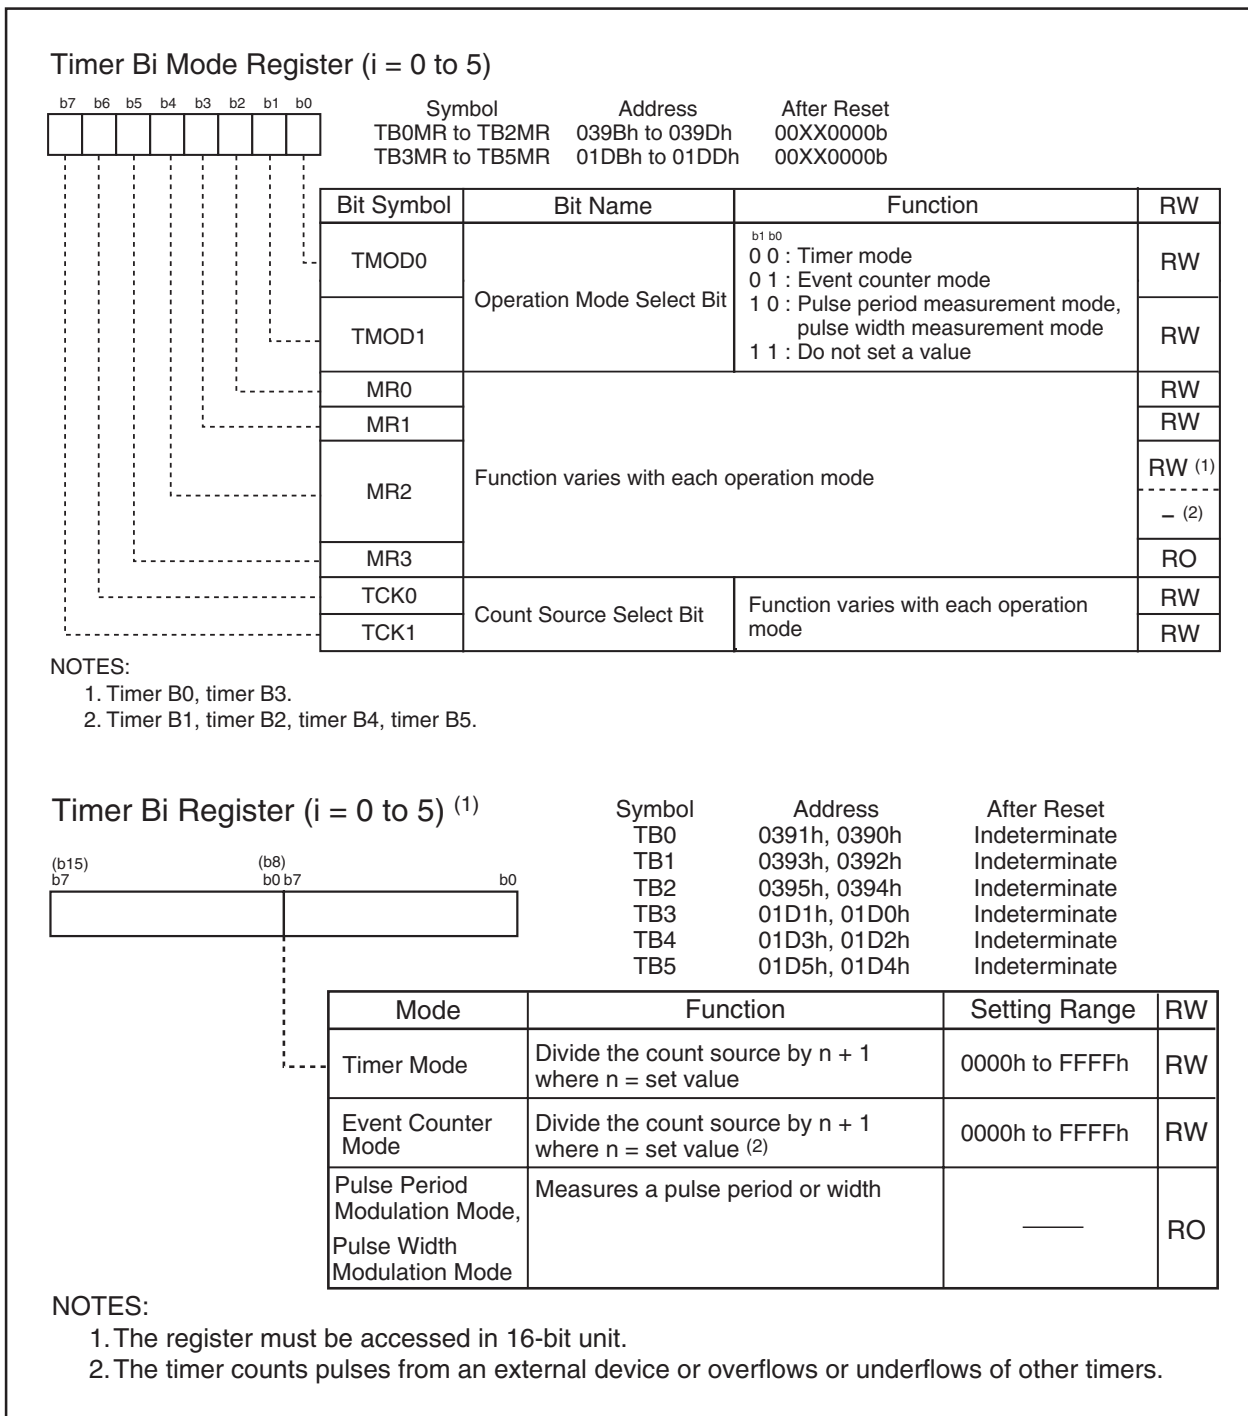 Timer Bi Mode Register (i = 0 to 5)
b7 b6 b5 b4 b3 b2 b1 b0
Symbol Address After Reset
TB0MR to TB2MR 039Bh to 039Dh 00XX0000b
TB3MR to TB5MR 01DBh to 01DDh 00XX0000b
Bit Symbol Bit Name Function RW
TMOD0 Operation Mode Select Bit b1 b0
0 0 : Timer mode RW
0 1 : Event counter mode
1 0 : Pulse period measurement mode,
pulse width measurement mode
TMOD1 1 1 : Do not set a value RW
MR0 Function varies with each operation mode RW
MR1 RW
MR2 RW (1)
– (2)
MR3 RO
TCK0 Count Source Select Bit Function varies with each operation RW
TCK1 mode RW
NOTES:
1. Timer B0, timer B3.
2. Timer B1, timer B2, timer B4, timer B5.
Timer Bi Register (i = 0 to 5) (1)
Symbol Address After Reset
TB0 0391h, 0390h Indeterminate
TB1 0393h, 0392h Indeterminate
TB2 0395h, 0394h Indeterminate
TB3 01D1h, 01D0h Indeterminate
TB4 01D3h, 01D2h Indeterminate
TB5 01D5h, 01D4h Indeterminate
(b15) (b8)
b7 b0 b7 b0
Mode Function Setting Range RW
Timer Mode Divide the count source by n + 1
where n = set value 0000h to FFFFh RW
Event Counter
Mode Divide the count source by n + 1
where n = set value (2) 0000h to FFFFh RW
Pulse Period
Modulation Mode,
Pulse Width
Modulation Mode Measures a pulse period or width —— RO
NOTES:
1. The register must be accessed in 16-bit unit.
2. The timer counts pulses from an external device or overflows or underflows of other timers.